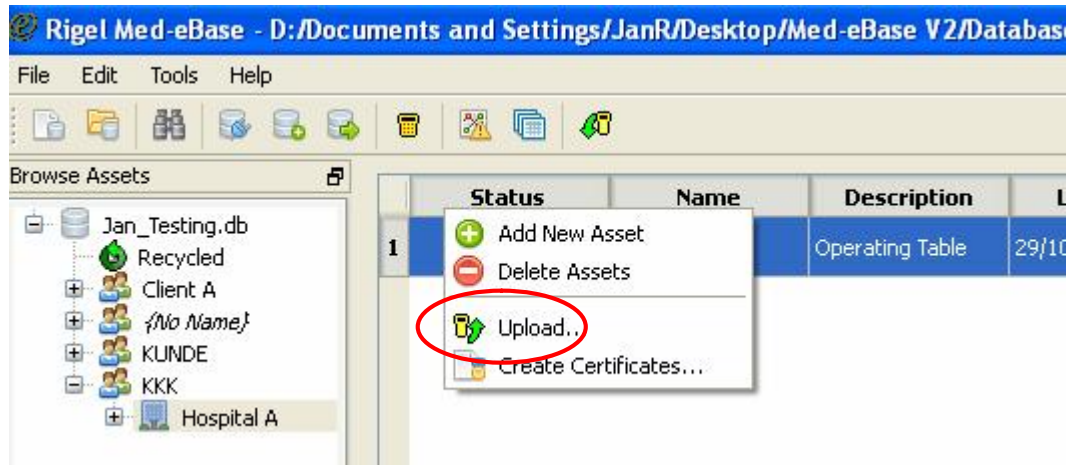 Rigel Med-eBase - D:/Documents and Settings/JanR/Desktop/Med-eBase V2/Database
File Edit Tools Help
Browse Assets
Jan_Testing.db
Recycled
Client A
{No Name}
KUNDE
KKK
Hospital A
Status Name Description L
1 Operating Table 29/10
Add New Asset
Delete Assets
Upload..
Create Certificates...